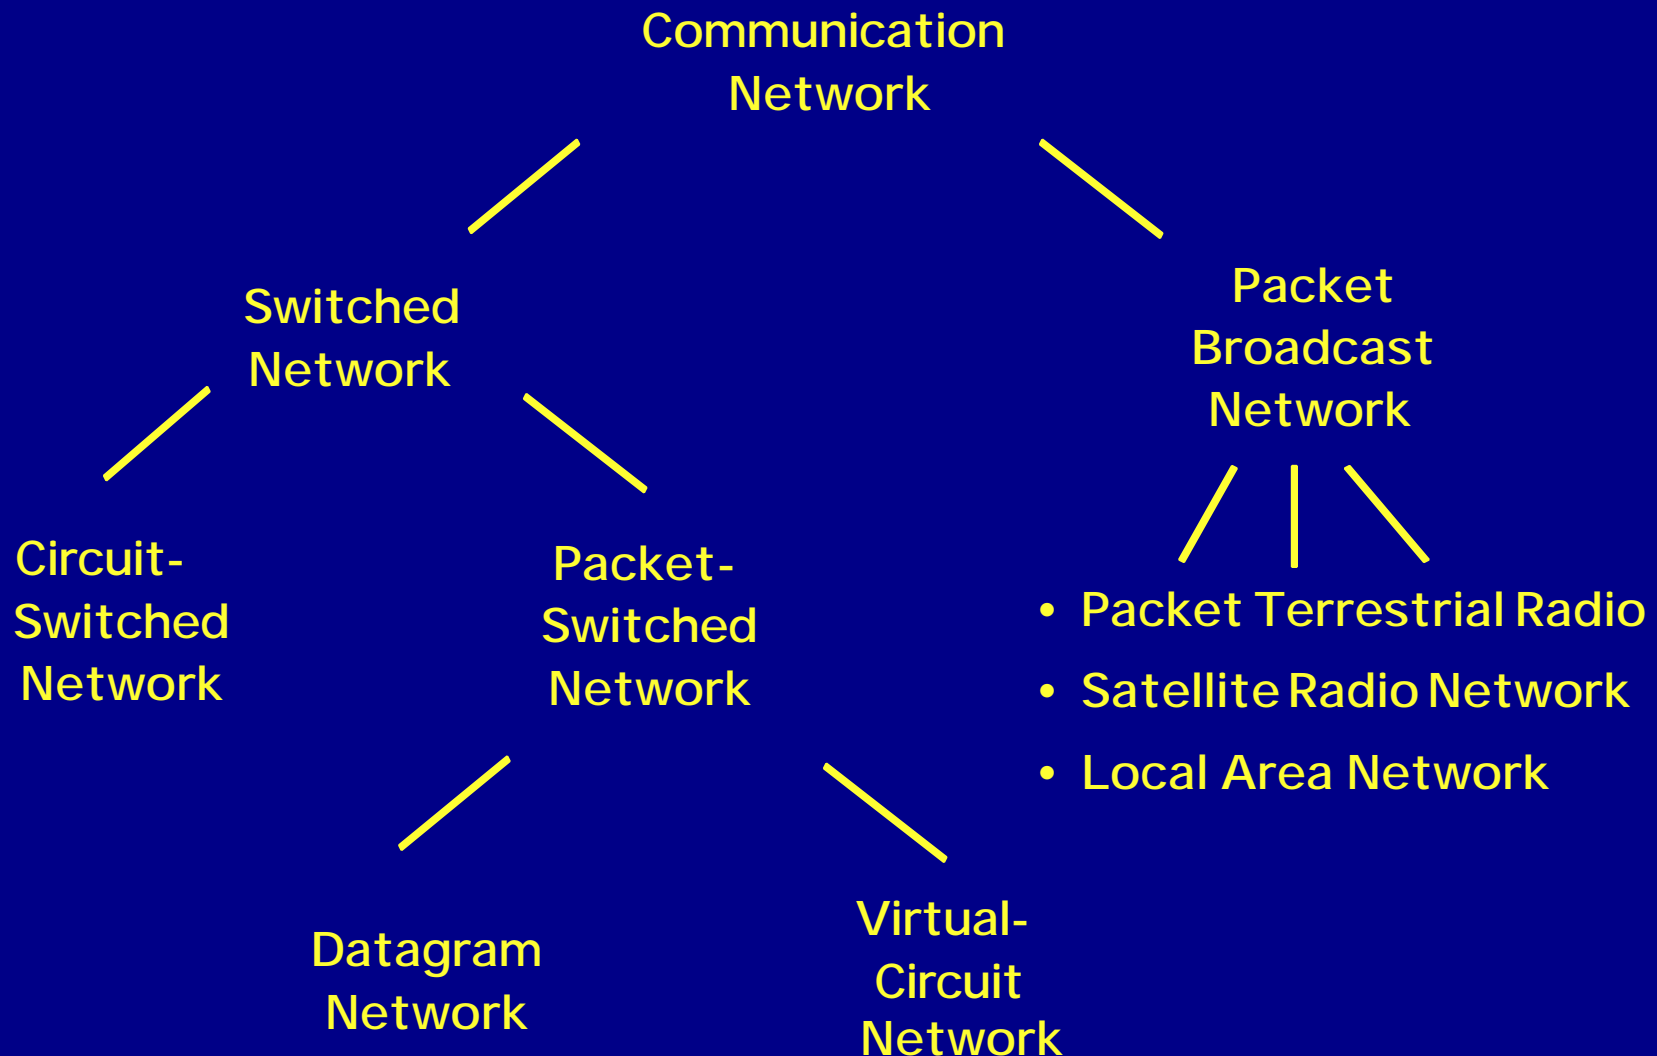 Communication
Network
Switched
Network
Packet
Broadcast
Network
Circuit-
Switched
Network
Packet-
Switched
Network
• Packet Terrestrial Radio
• Satellite Radio Network
• Local Area Network
Datagram
Network
Virtual-
Circuit
Network